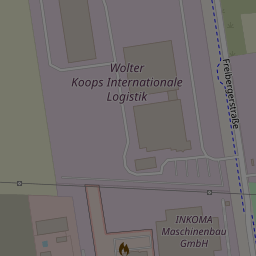 Wolter
Koops Internationale
Logistik
Freibergerstraße
INKOMA
Maschinenbau
GmbH